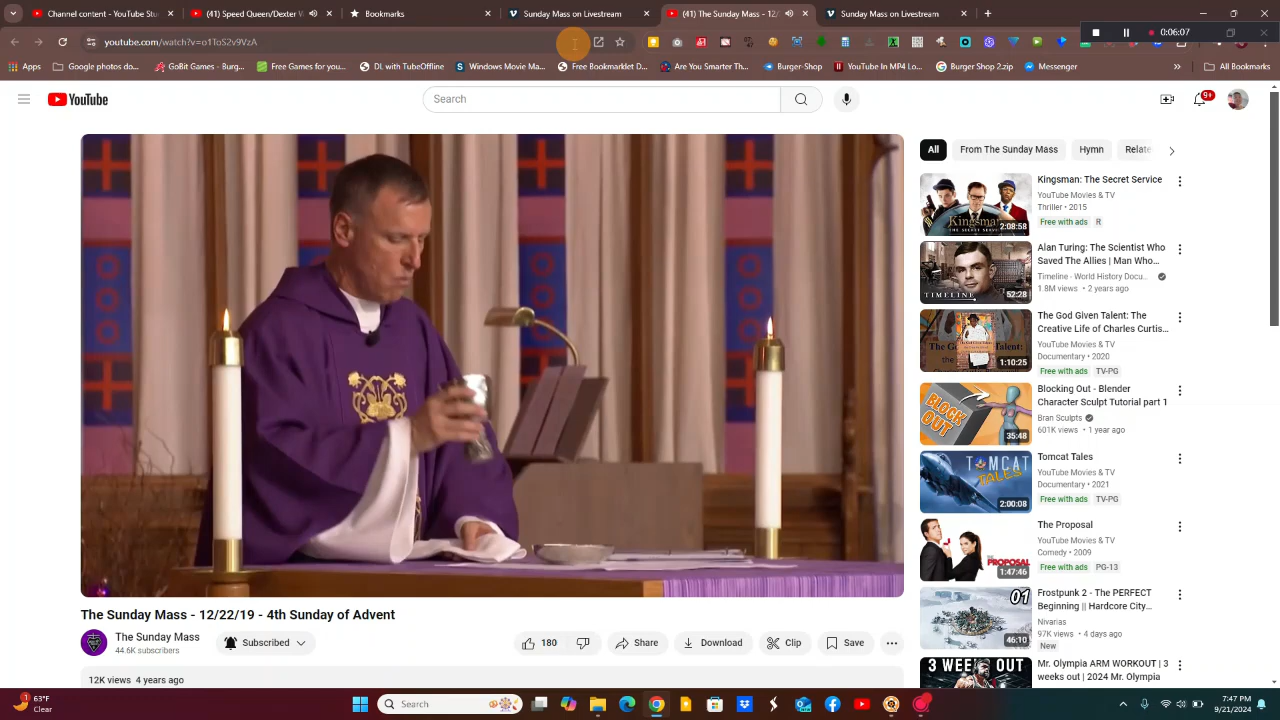 (41) Speed Demon - YouT
Sunday Mass on Livestream
(41) The Sunday Mass - 12/
Sunday Mass on Livestream
youtube.com/watch?v=o1ToS2v9VzA
0:06:07
Apps
Google photos do...
GoBit Games - Burg...
Free Games for you...
DL with TubeOffline
Windows Movie Ma...
Free Bookmarklet D...
Are You Smarter Th...
Burger-Shop
YouTube In MP4 Lo...
Burger Shop 2
Messenger
All Bookmarks
YouTube
Search
9+
All
From The Sunday Mass
Hymn
Relate
Kingsman: The Secret Service
YouTube Movies & TV
Thriller • 2015
Free with ads R
2:08:58
Alan Turing: The Scientist Who
Saved The Allies | Man Who...
Timeline - World History Docu...
1.8M views • 2 years ago
TIMELINE
52:28
The God Given Talent: The
Creative Life of Charles Curtis...
YouTube Movies & TV
Documentary • 2020
Free with ads TV-PG
1:10:25
Blocking Out - Blender
Character Sculpt Tutorial part 1
Bran Sculpts
601K views • 1 year ago
BLOCK
OUT
35:48
Tomcat Tales
YouTube Movies & TV
Documentary • 2021
Free with ads TV-PG
TOMCAT
TALES
2:00:08
The Proposal
YouTube Movies & TV
Comedy • 2009
Free with ads PG-13
PROPOSAL
1:47:46
Frostpunk 2 - The PERFECT
Beginning || Hardcore City...
Nivarias
97K views • 4 days ago
New
01
46:10
Mr. Olympia ARM WORKOUT | 3
weeks out | 2024 Mr. Olympia
3 WEEKS OUT
The Sunday Mass - 12/22/19 - 4th Sunday of Advent
The Sunday Mass
44.6K subscribers
Subscribed
180
Share
Download
Clip
Save
12K views 4 years ago
63°F
Clear
Search
7:47 PM
9/21/2024